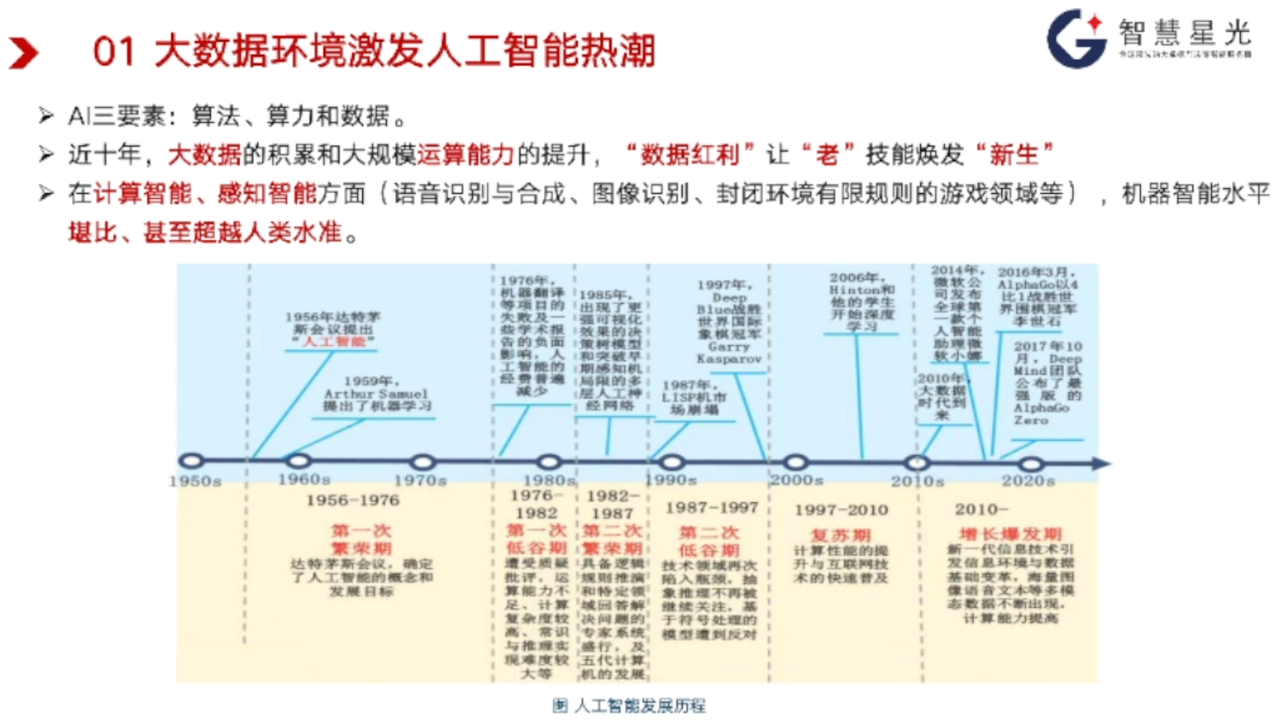 01 大数据环境激发人工智能热潮
智慧星光
AI三要素：算法、算力和数据。
近十年，大数据的积累和大规模运算能力的提升，“数据红利”让“老”技能焕发“新生”
在计算智能、感知智能方面（语音识别与合成、图像识别、封闭环境有限规则的游戏领域等），机器智能水平
堪比、甚至超越人类水准。
1956年达特茅
斯会议提出
“人工智能”
1959年，
Arthur Samuel
提出了机器学习
1976年，
机器翻译
等项目的
失败及一
些学术报
告的负面
影响，人
工智能的
经费普遍
减少
1985年，
出现了更
强可视化
效果的决
策树模型
和突破早
期感知机
局限的多
层人工神
经网络
1987年，
LISP机市
场崩塌
1997年，
Deep
Blue战胜
世界国际
象棋冠军
Garry
Kasparov
2006年，
Hinton和
他的学生
开始深度
学习
2010年，
大数据
时代到
来
2014年，
微软公
司发布
全球第
一款个
人智能
助理微
软小娜
2016年3月，
AlphaGo以4
比1战胜世
界围棋冠军
李世石
2017年10
月，Deep
Mind团队
公布了最
强版的
AlphaGo
Zero
1950s 1960s 1970s 1980s 1990s 2000s 2010s 2020s
1956-1976
第一次
繁荣期
达特茅斯会议，确定
了人工智能的概念和
发展目标
1976-
1982
第一次
低谷期
遭受质疑
批评，运
算能力不
足、计算
复杂度较
高、常识
与推理实
现难度较
大等
1982-
1987
第二次
繁荣期
具备逻辑
规则推演
和特定领
域回答解
决问题的
专家系统
盛行，及
五代计算
机的发展
1987-1997
第二次
低谷期
技术领域再次
陷入瓶颈，抽
象推理不再被
继续关注，基
于符号处理的
模型遭到反对
1997-2010
复苏期
计算性能的提
升与互联网技
术的快速普及
2010-
增长爆发期
新一代信息技术引
发信息环境与数据
基础变革，海量图
像语音文本等多模
态数据不断出现，
计算能力提高
图 人工智能发展历程